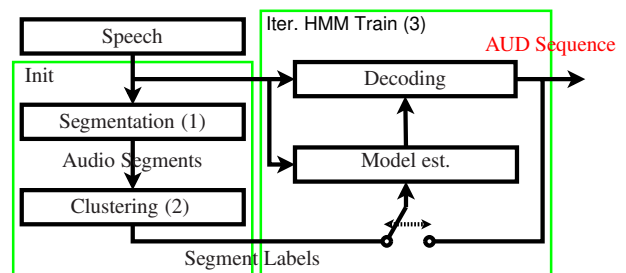 Speech
Init
Segmentation (1)
Audio Segments
Clustering (2)
Segment Labels
Iter. HMM Train (3)
AUD Sequence
Decoding
Model est.